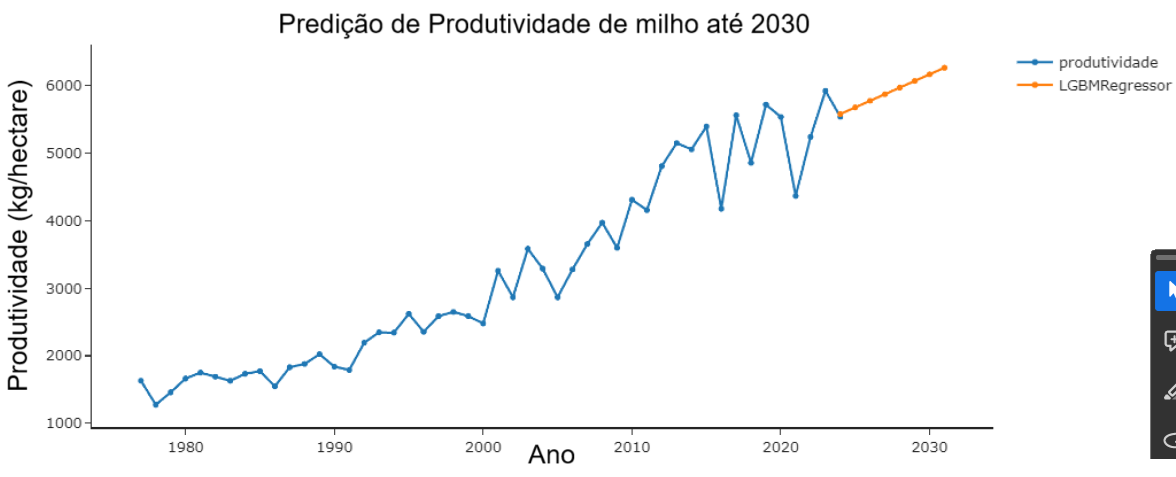 Predição de Produtividade de milho até 2030
produtividade
LGBMRegressor
Produtividade (kg/hectare)
6000
5000
4000
3000
2000
1000
1980
1990
2000
2010
2020
2030
Ano